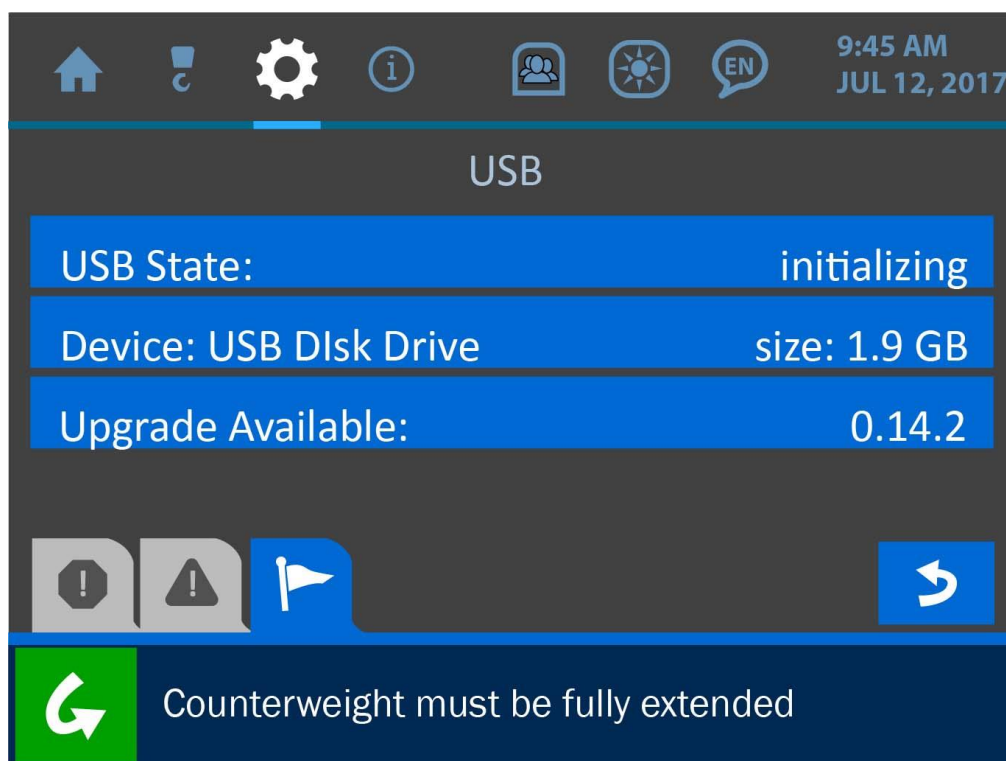 EN
9:45 AM
JUL 12, 2017
USB
USB State: initializing
Device: USB DIsk Drive size: 1.9 GB
Upgrade Available: 0.14.2
Counterweight must be fully extended